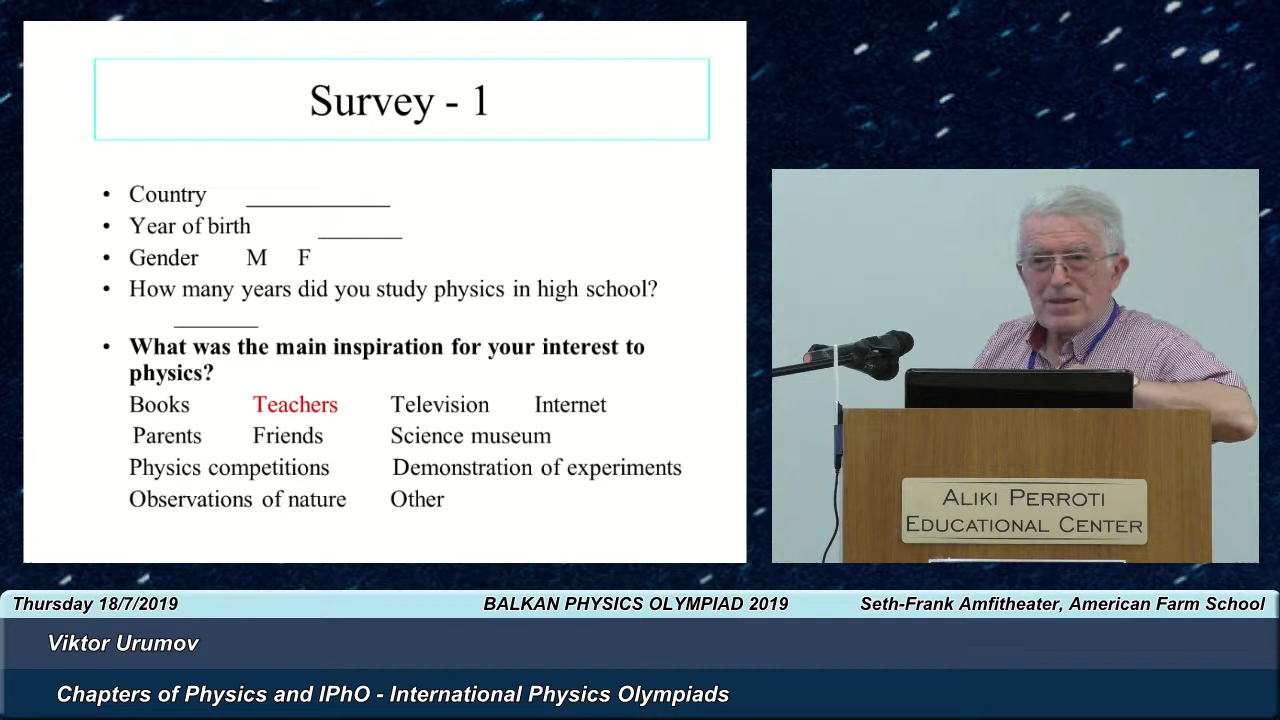 Survey - 1
• Country ____________
• Year of birth _______
• Gender M F
• How many years did you study physics in high school?
_______
• What was the main inspiration for your interest to
physics?
Books Teachers Television Internet
Parents Friends Science museum
Physics competitions Demonstration of experiments
Observations of nature Other
ALIKI PERROTI
EDUCATIONAL CENTER
Thursday 18/7/2019 BALKAN PHYSICS OLYMPIAD 2019 Seth-Frank Amfitheater, American Farm School
Viktor Urumov
Chapters of Physics and IPhO - International Physics Olympiads